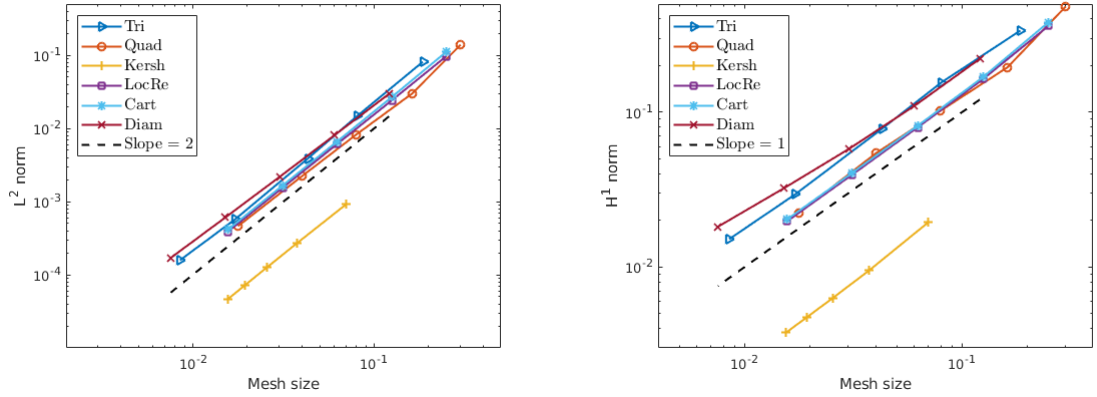 Tri
Quad
Kersh
LocRe
Cart
Diam
Slope = 2
10^-1
10^-2
10^-3
10^-4
L^2 norm
10^-2
10^-1
Mesh size
Tri
Quad
Kersh
LocRe
Cart
Diam
Slope = 1
10^-1
10^-2
H^1 norm
10^-2
10^-1
Mesh size